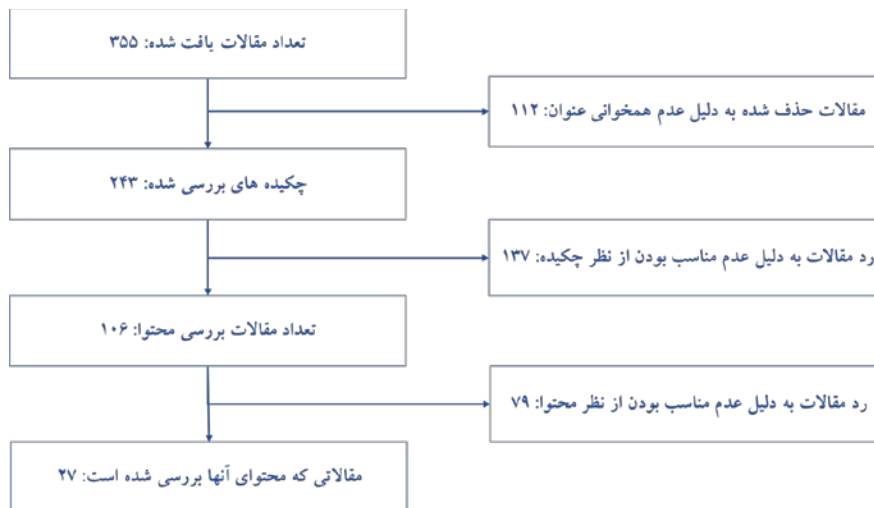 تعداد مقالات یافت شده: ۳۵۵
مقالات حذف شده به دلیل عدم همخوانی عنوان: ۱۱۲
چکیده های بررسی شده: ۲۴۳
رد مقالات به دلیل عدم مناسب بودن از نظر چکیده: ۱۳۷
تعداد مقالات بررسی محتوا: ۱۰۶
رد مقالات به دلیل عدم مناسب بودن از نظر محتوا: ۷۹
مقالاتی که محتوای آنها بررسی شده است: ۲۷